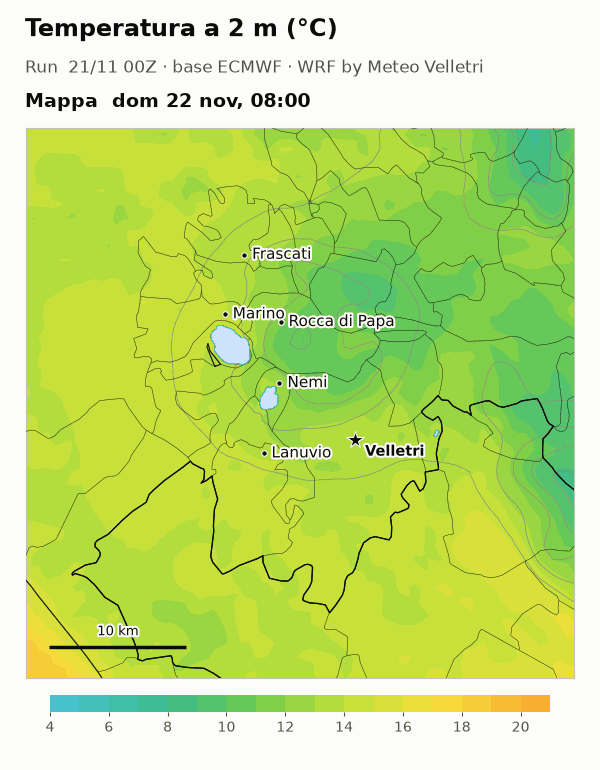 Temperatura a 2 m (°C)
Run  21/11 00Z · base ECMWF · WRF by Meteo Velletri
Mappa  dom 22 nov, 08:00
Frascati
Marino
Rocca di Papa
Nemi
Velletri
Lanuvio
10 km
4 6 8 10 12 14 16 18 20